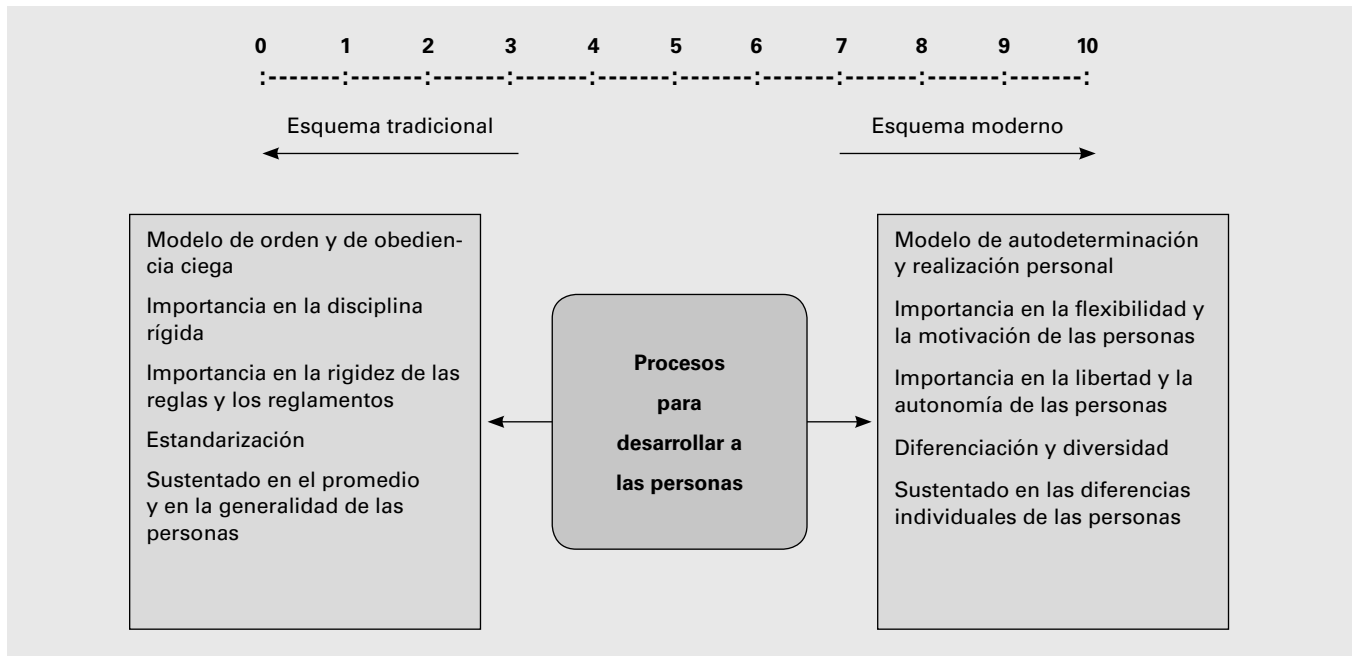 0 1 2 3 4 5 6 7 8 9 10
:-------:-------:-------:-------:-------:-------:-------:-------:-------:-------:
Esquema tradicional
Esquema moderno
Modelo de orden y de obedien-
cia ciega
Importancia en la disciplina
rígida
Importancia en la rigidez de las
reglas y los reglamentos
Estandarización
Sustentado en el promedio
y en la generalidad de las
personas
Procesos
para
desarrollar a
las personas
Modelo de autodeterminación
y realización personal
Importancia en la flexibilidad y
la motivación de las personas
Importancia en la libertad y la
autonomía de las personas
Diferenciación y diversidad
Sustentado en las diferencias
individuales de las personas